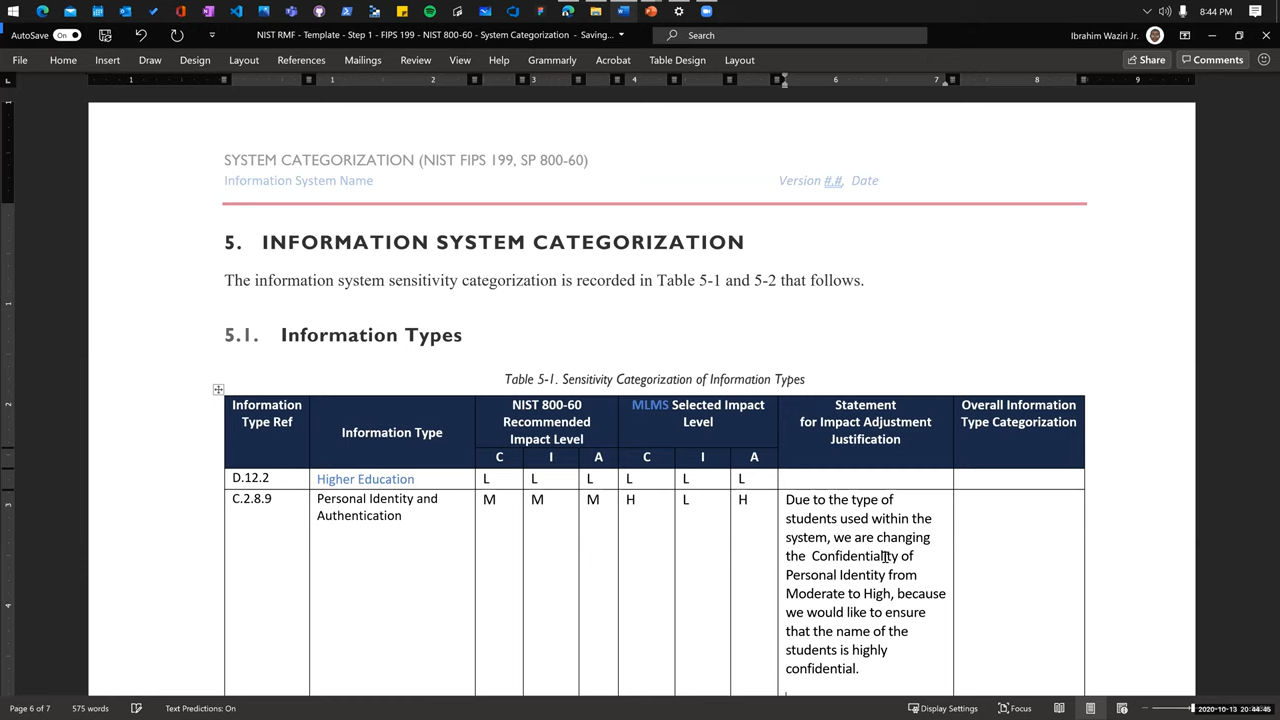 8:44 PM
AutoSave On
NIST RMF - Template - Step 1 - FIPS 199 - NIST 800-60 - System Categorization - Saving...
Search
Ibrahim Waziri Jr.
File Home Insert Draw Design Layout References Mailings Review View Help Grammarly Acrobat Table Design Layout
Share Comments
1 1 2 3 4 6 7 8 9
SYSTEM CATEGORIZATION (NIST FIPS 199, SP 800-60)
Information System Name Version #.#, Date
5. INFORMATION SYSTEM CATEGORIZATION
The information system sensitivity categorization is recorded in Table 5-1 and 5-2 that follows.
5.1. Information Types
Table 5-1. Sensitivity Categorization of Information Types
Information
Type Ref
Information Type
NIST 800-60
Recommended
Impact Level
MLMS Selected Impact
Level
Statement
for Impact Adjustment
Justification
Overall Information
Type Categorization
C I A C I A
D.12.2 Higher Education L L L L L L
C.2.8.9 Personal Identity and
Authentication
M M M H L H
Due to the type of
students used within the
system, we are changing
the Confidentiality of
Personal Identity from
Moderate to High, because
we would like to ensure
that the name of the
students is highly
confidential.
Page 6 of 7 575 words Text Predictions: On
Display Settings Focus
2020-10-13 20:44:45